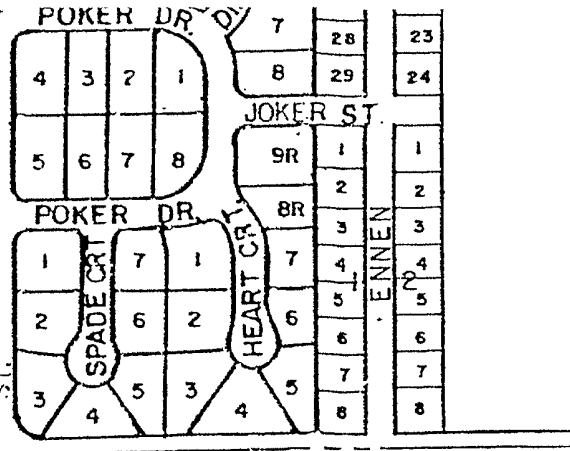 POKER DR.
7 28 23
4 3 2 1 8 29 24
JOKER ST.
5 6 7 8 9R 1 1
2 2
POKER DR. HEART CRT. 8R 3 3
1 SPADE CRT 7 1 7 4 ENNEN 4
1 2
5 5
2 6 2 6 6 6
3 5 3 5 7 7
4 4 8 8